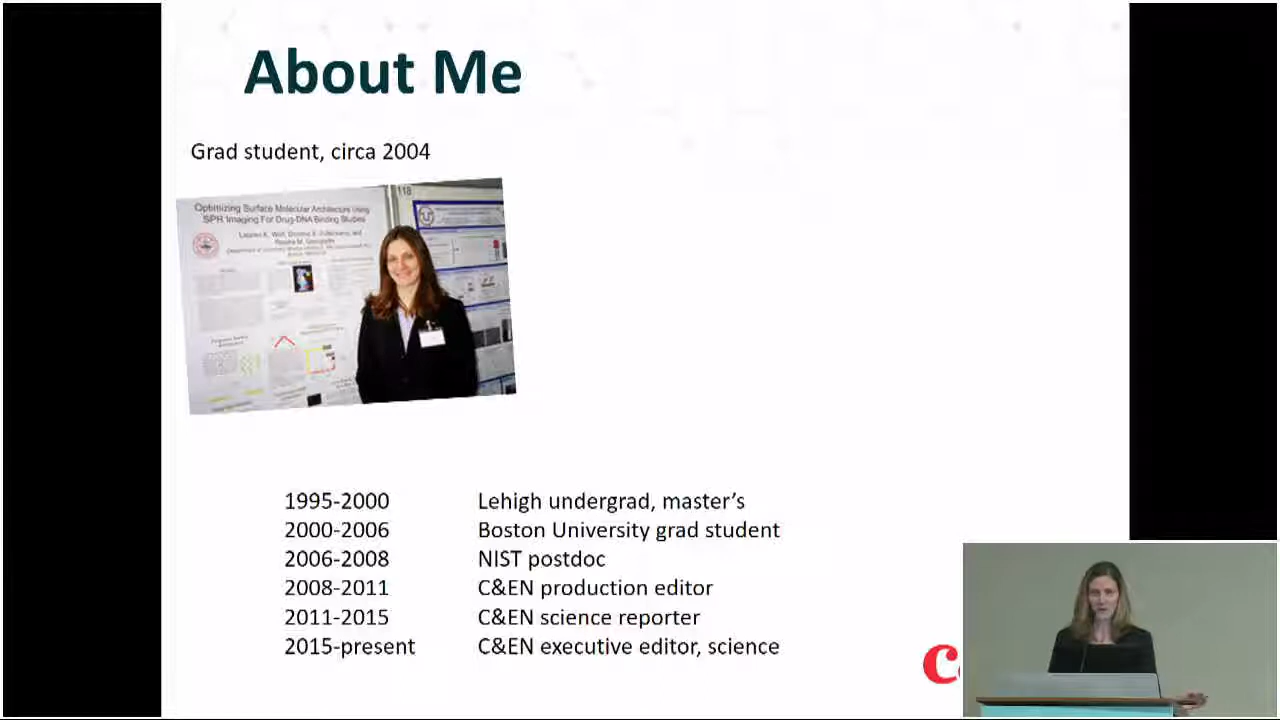 About Me
Grad student, circa 2004
118
Optimizing Surface Molecular Architecture Using
SPR Imaging For Drug-DNA Binding Studies
1995-2000 Lehigh undergrad, master's
2000-2006 Boston University grad student
2006-2008 NIST postdoc
2008-2011 C&EN production editor
2011-2015 C&EN science reporter
2015-present C&EN executive editor, science